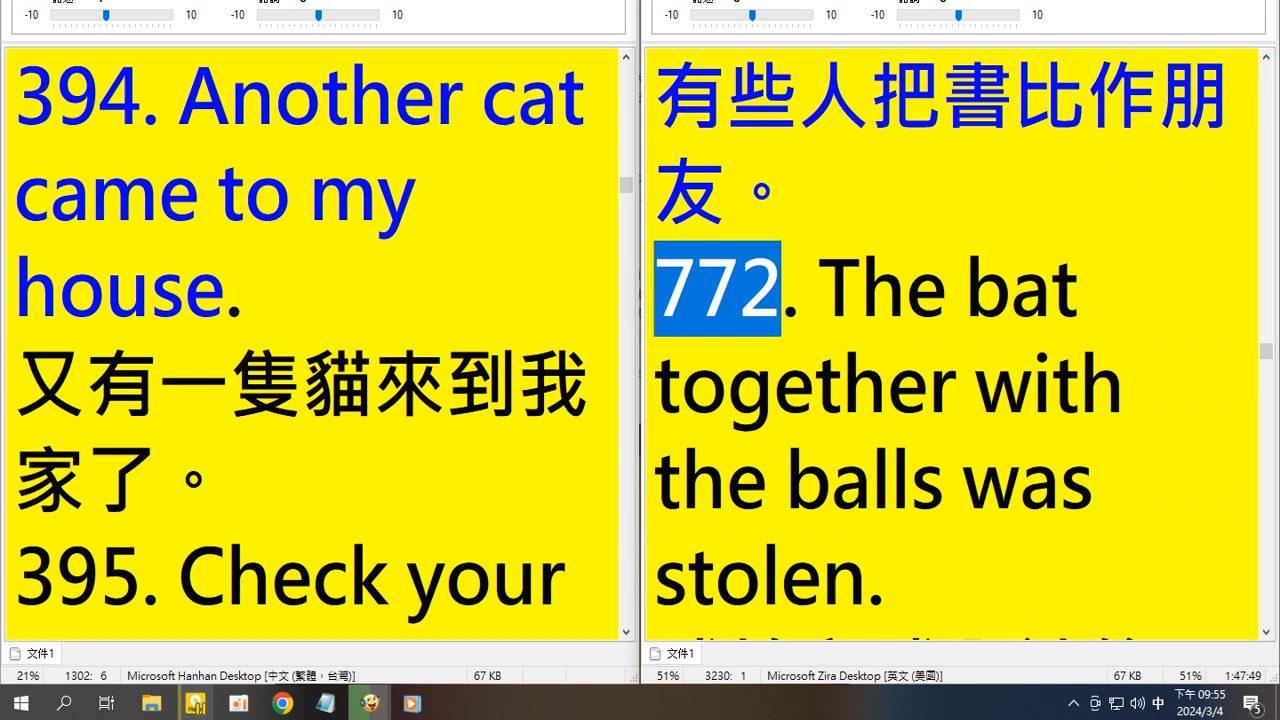 -10 10 -10 10
394. Another cat
came to my
house.
又有一隻貓來到我
家了。
395. Check your
文件1
21% 1302: 6 Microsoft Hanhan Desktop [中文 (繁體，台灣)] 67 KB
-10 10 -10 10
有些人把書比作朋
友。
772. The bat
together with
the balls was
stolen.
文件1
51% 3230: 1 Microsoft Zira Desktop [英文 (美國)] 67 KB 51% 1:47:49
中
下午 09:55
2024/3/4
5